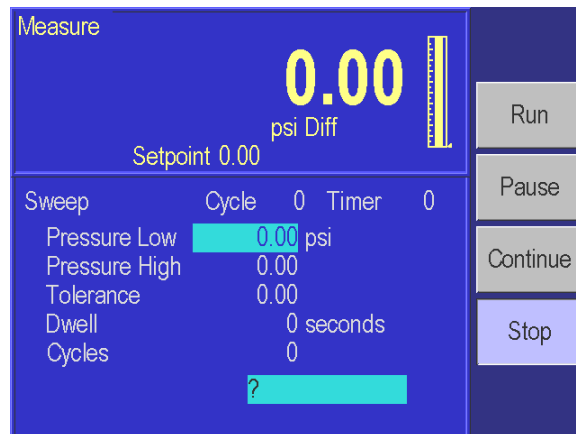 Measure
0.00
psi Diff
Setpoint 0.00
Sweep Cycle 0 Timer 0
Pressure Low 0.00 psi
Pressure High 0.00
Tolerance 0.00
Dwell 0 seconds
Cycles 0
?
Run
Pause
Continue
Stop